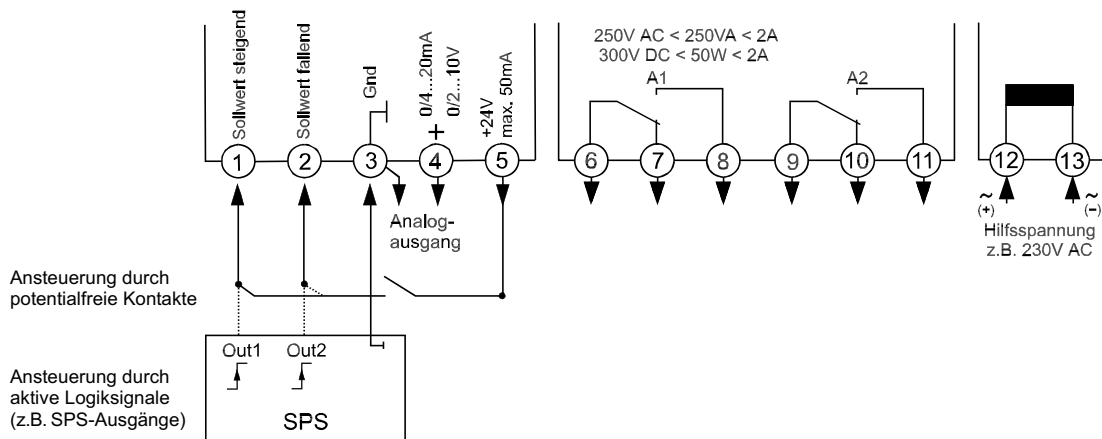 Sollwert steigend
Sollwert fallend
Gnd
0/4...20mA
0/2...10V
+24V
max. 50mA
250V AC < 250VA < 2A
300V DC < 50W < 2A
A1
A2
+
1
2
3
4
5
6
7
8
9
10
11
12
13
Analog-
ausgang
~
(+)
~
(−)
Hilfsspannung
z.B. 230V AC
Ansteuerung durch
potentialfreie Kontakte
Out1
Out2
Ansteuerung durch
aktive Logiksignale
(z.B. SPS-Ausgänge)
SPS